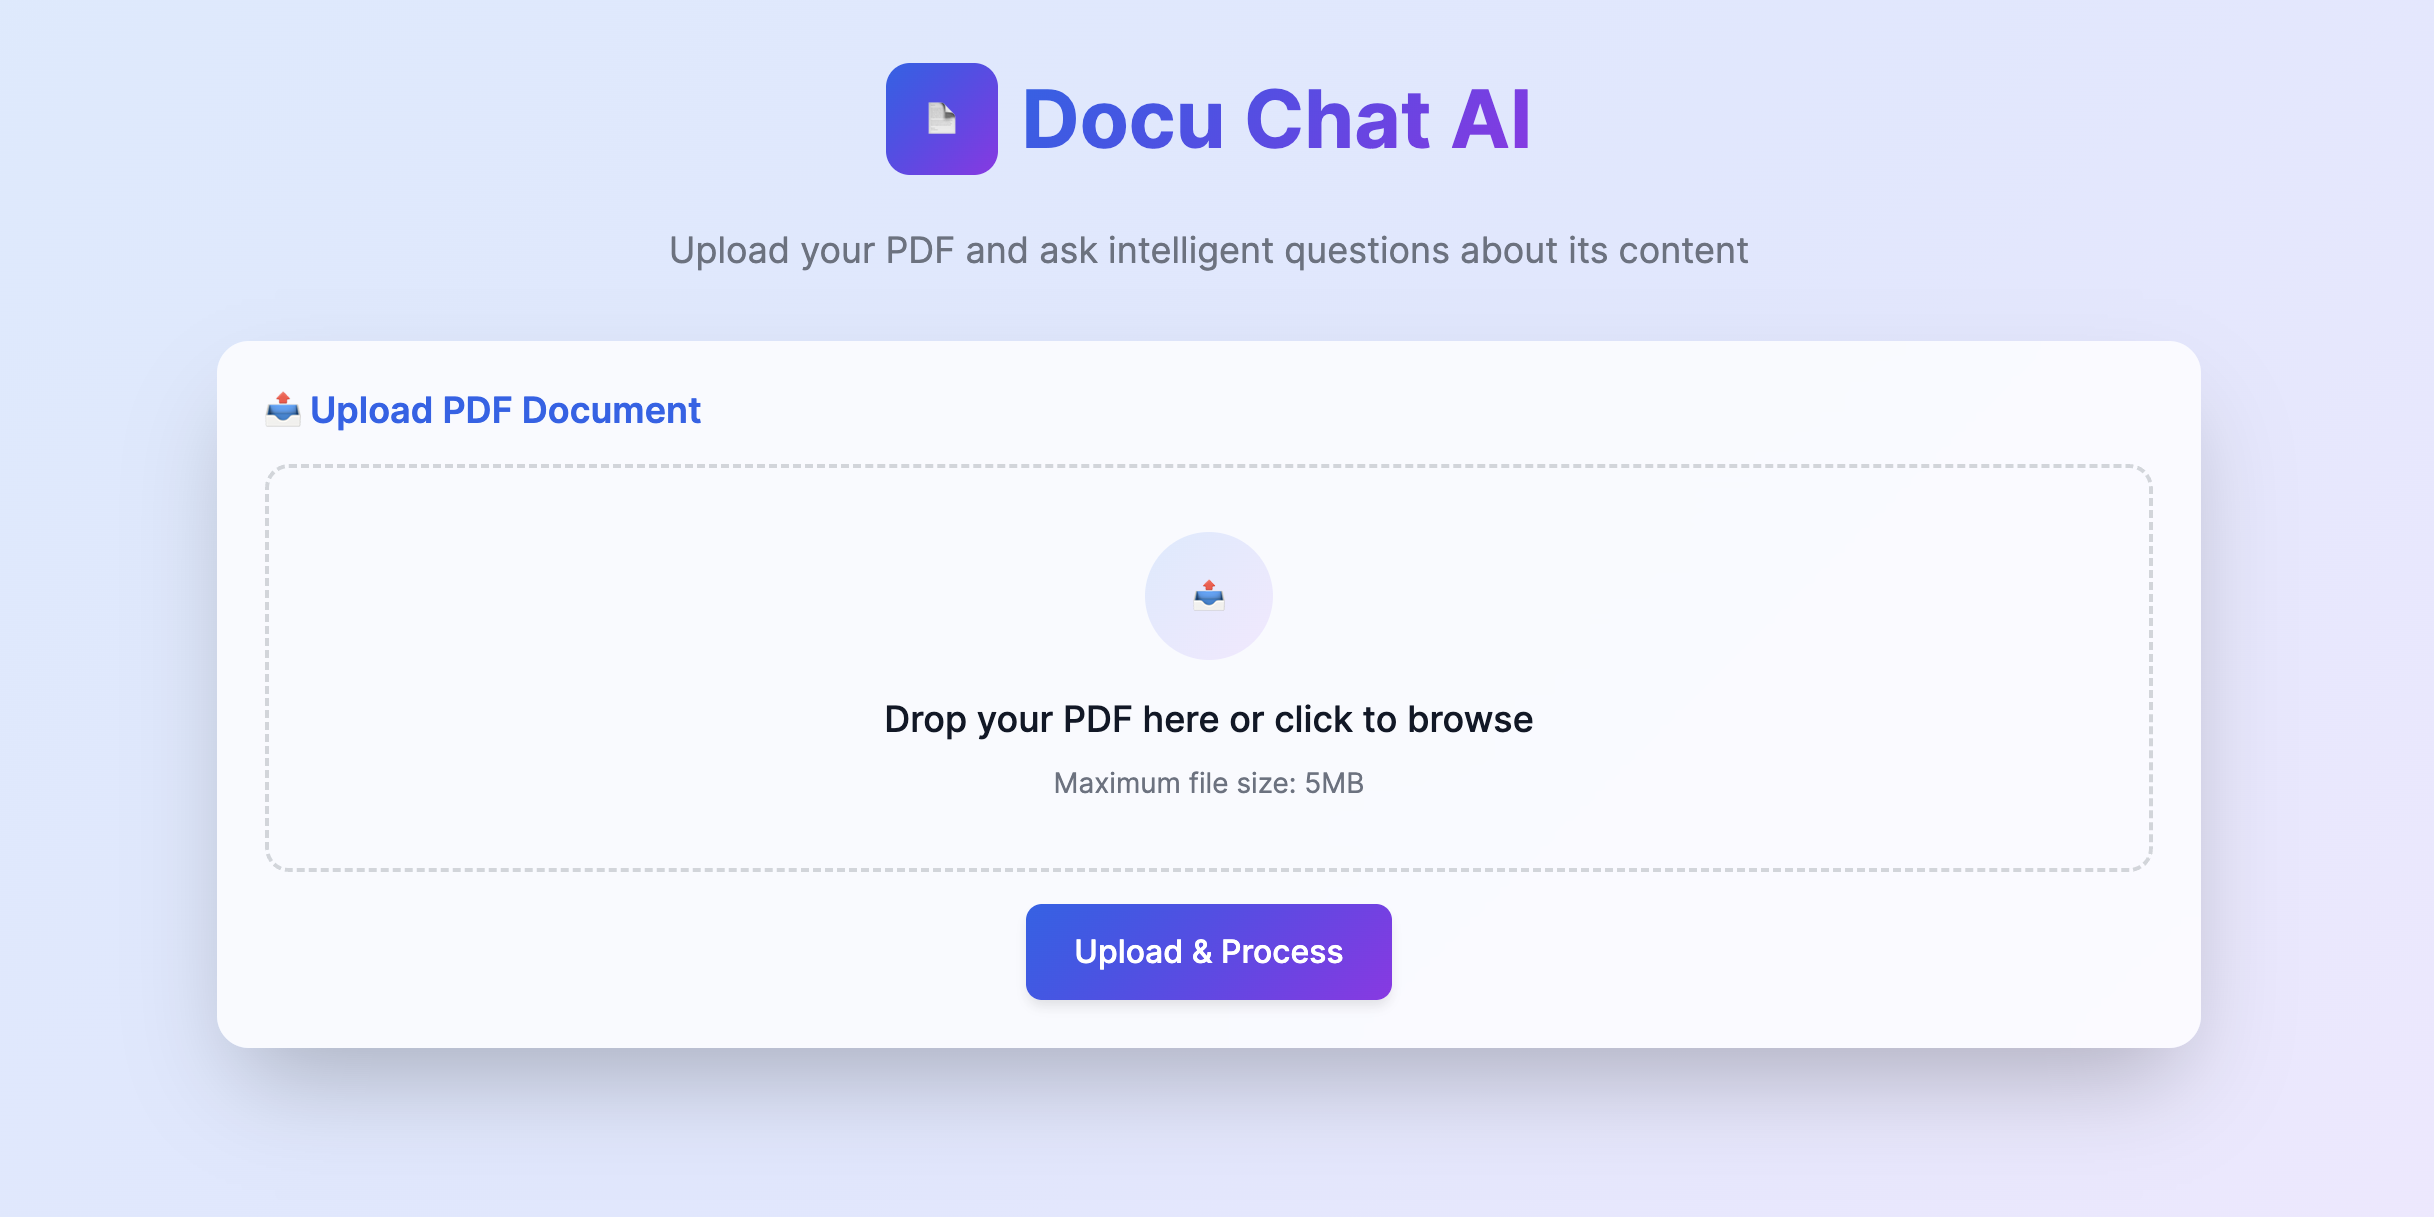 Docu Chat AI
Upload your PDF and ask intelligent questions about its content
Upload PDF Document
Drop your PDF here or click to browse
Maximum file size: 5MB
Upload & Process